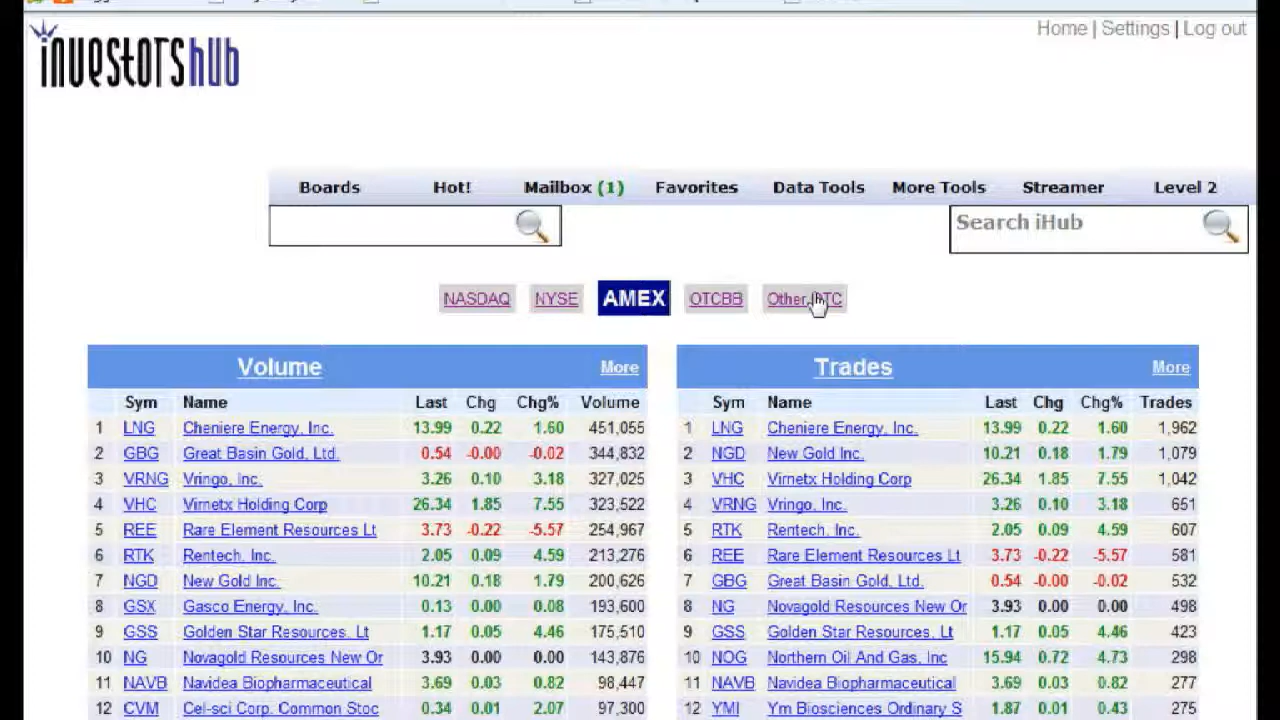 Home | Settings | Log out
investorshub
Boards Hot! Mailbox (1) Favorites Data Tools More Tools Streamer Level 2
Search iHub
NASDAQ NYSE AMEX OTCBB Other OTC
Volume More Trades More
Sym Name Last Chg Chg% Volume Sym Name Last Chg Chg% Trades
1 LNG Cheniere Energy, Inc. 13.99 0.22 1.60 451,055 1 LNG Cheniere Energy, Inc. 13.99 0.22 1.60 1,962
2 GBG Great Basin Gold, Ltd. 0.54 -0.00 -0.02 344,832 2 NGD New Gold Inc. 10.21 0.18 1.79 1,079
3 VRNG Vringo, Inc. 3.26 0.10 3.18 327,025 3 VHC Virnetx Holding Corp 26.34 1.85 7.55 1,042
4 VHC Virnetx Holding Corp 26.34 1.85 7.55 323,522 4 VRNG Vringo, Inc. 3.26 0.10 3.18 651
5 REE Rare Element Resources Lt 3.73 -0.22 -5.57 254,967 5 RTK Rentech, Inc. 2.05 0.09 4.59 607
6 RTK Rentech, Inc. 2.05 0.09 4.59 213,276 6 REE Rare Element Resources Lt 3.73 -0.22 -5.57 581
7 NGD New Gold Inc. 10.21 0.18 1.79 200,626 7 GBG Great Basin Gold, Ltd. 0.54 -0.00 -0.02 532
8 GSX Gasco Energy, Inc. 0.13 0.00 0.08 193,600 8 NG Novagold Resources New Or 3.93 0.00 0.00 498
9 GSS Golden Star Resources, Lt 1.17 0.05 4.46 175,510 9 GSS Golden Star Resources, Lt 1.17 0.05 4.46 423
10 NG Novagold Resources New Or 3.93 0.00 0.00 143,876 10 NOG Northern Oil And Gas, Inc 15.94 0.72 4.73 298
11 NAVB Navidea Biopharmaceutical 3.69 0.03 0.82 98,447 11 NAVB Navidea Biopharmaceutical 3.69 0.03 0.82 277
12 CVM Cel-sci Corp. Common Stoc 0.34 0.01 2.07 97,300 12 YMI Ym Biosciences Ordinary S 1.87 0.01 0.43 275